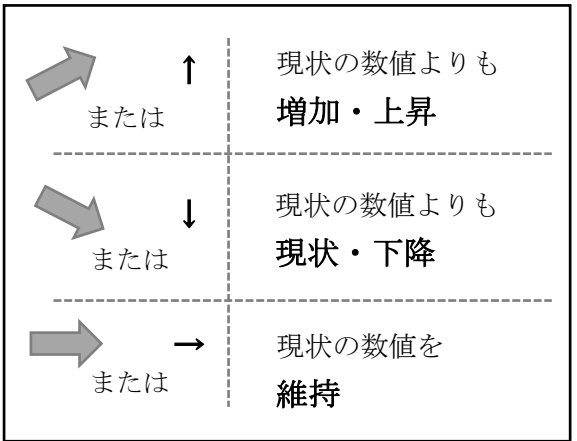 ↑
または
現状の数値よりも
増加・上昇
↓
または
現状の数値よりも
現状・下降
→
または
現状の数値を
維持